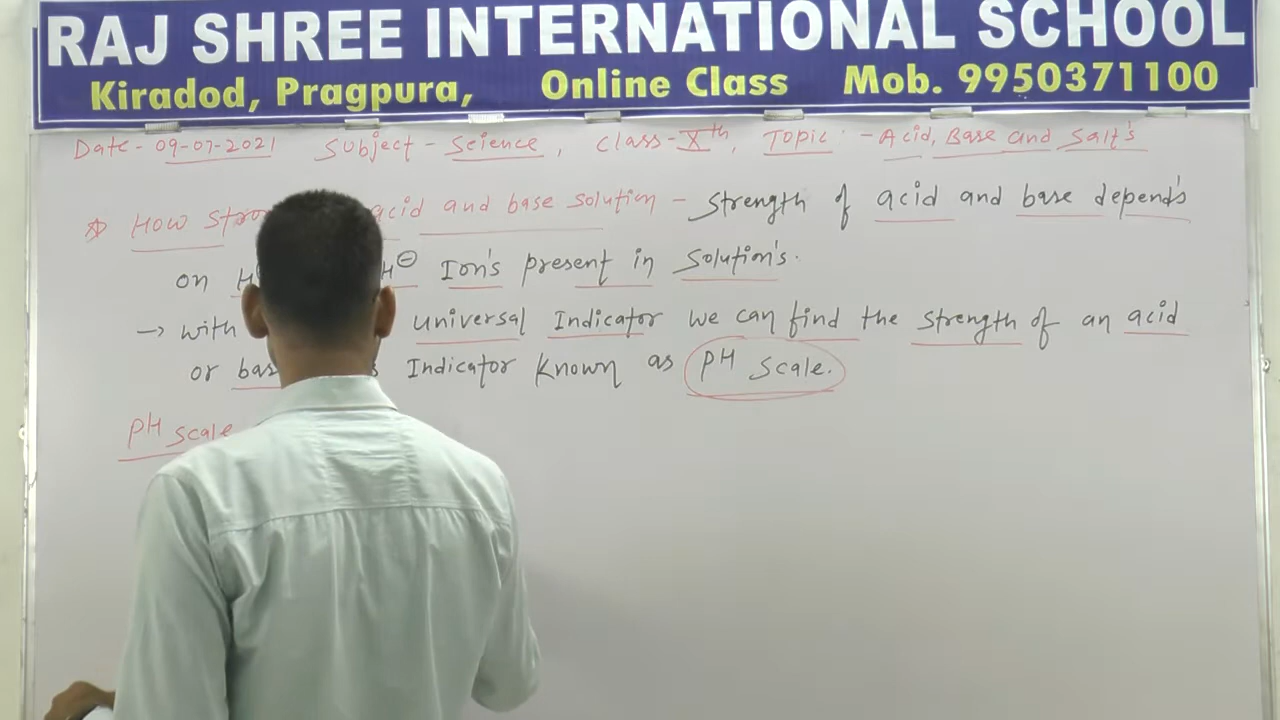 RAJ SHREE INTERNATIONAL SCHOOL
Kiradod, Pragpura, Online Class Mob. 9950371100
Date- 09-07-2021 Subject - Science, Class-Xth, Topic - Acid, Base and Salt's
* How acid and base solution - Strength of acid and base depend's
on H⊖ Ion's present in Solution's.
→ with universal Indicator we can find the strength of an acid
or Indicator known as PH Scale.
PH scale